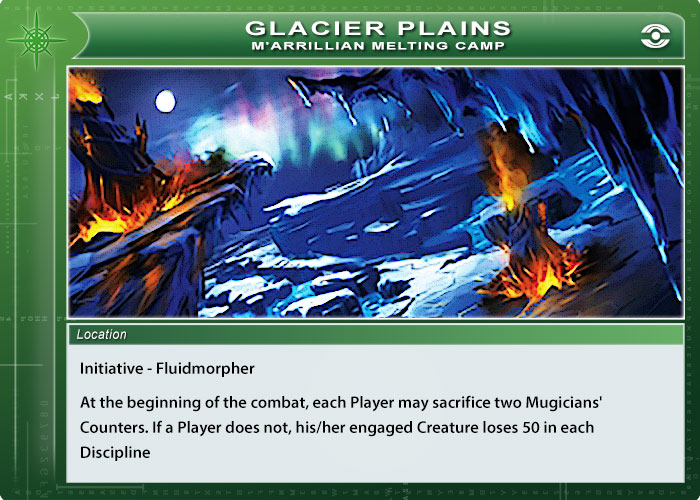 GLACIER PLAINS
M'ARRILLIAN MELTING CAMP
Location
Initiative - Fluidmorpher
At the beginning of the combat, each Player may sacrifice two Mugicians'
Counters. If a Player does not, his/her engaged Creature loses 50 in each
Discipline